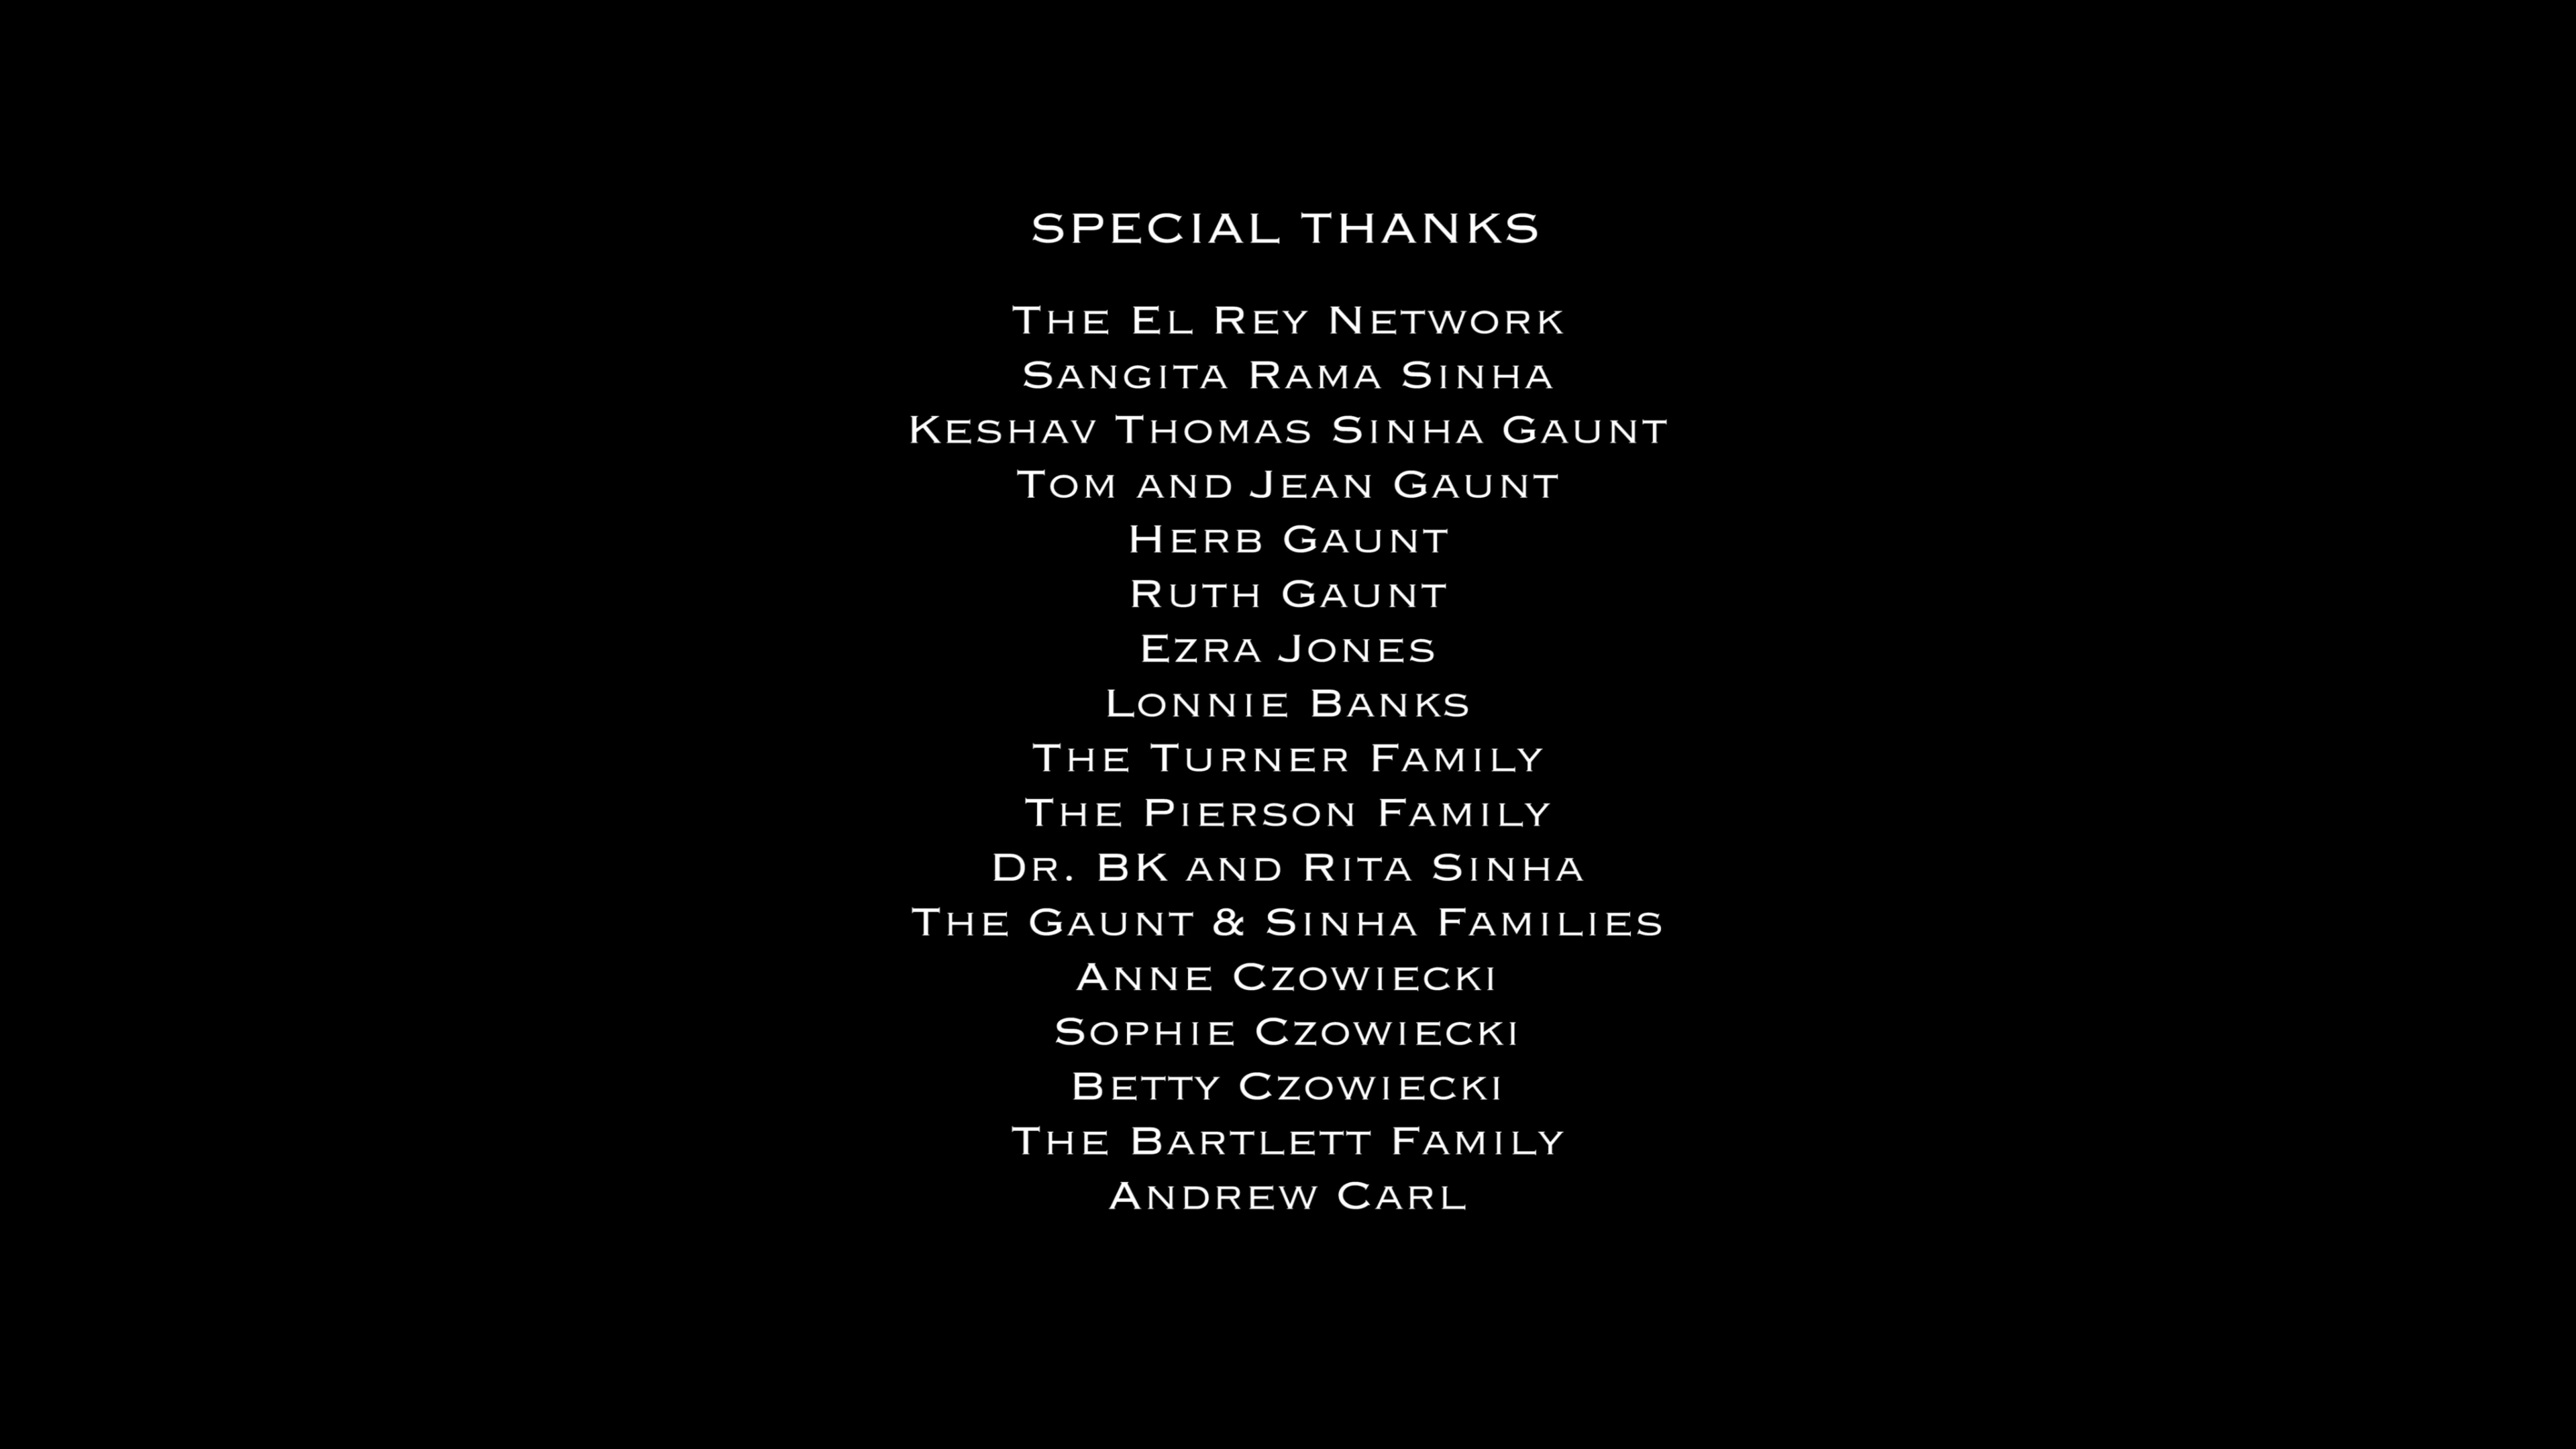 SPECIAL THANKS
THE EL REY NETWORK
SANGITA RAMA SINHA
KESHAV THOMAS SINHA GAUNT
TOM AND JEAN GAUNT
HERB GAUNT
RUTH GAUNT
EZRA JONES
LONNIE BANKS
THE TURNER FAMILY
THE PIERSON FAMILY
DR. BK AND RITA SINHA
THE GAUNT & SINHA FAMILIES
ANNE CZOWIECKI
SOPHIE CZOWIECKI
BETTY CZOWIECKI
THE BARTLETT FAMILY
ANDREW CARL